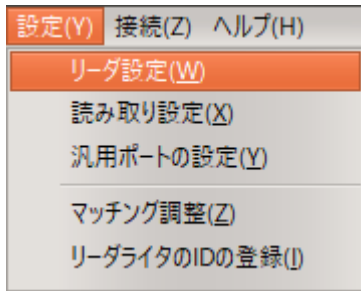 設定(Y) 接続(Z) ヘルプ(H)
リーダ設定(W)
読み取り設定(X)
汎用ポートの設定(Y)
マッチング調整(Z)
リーダライタのIDの登録(I)